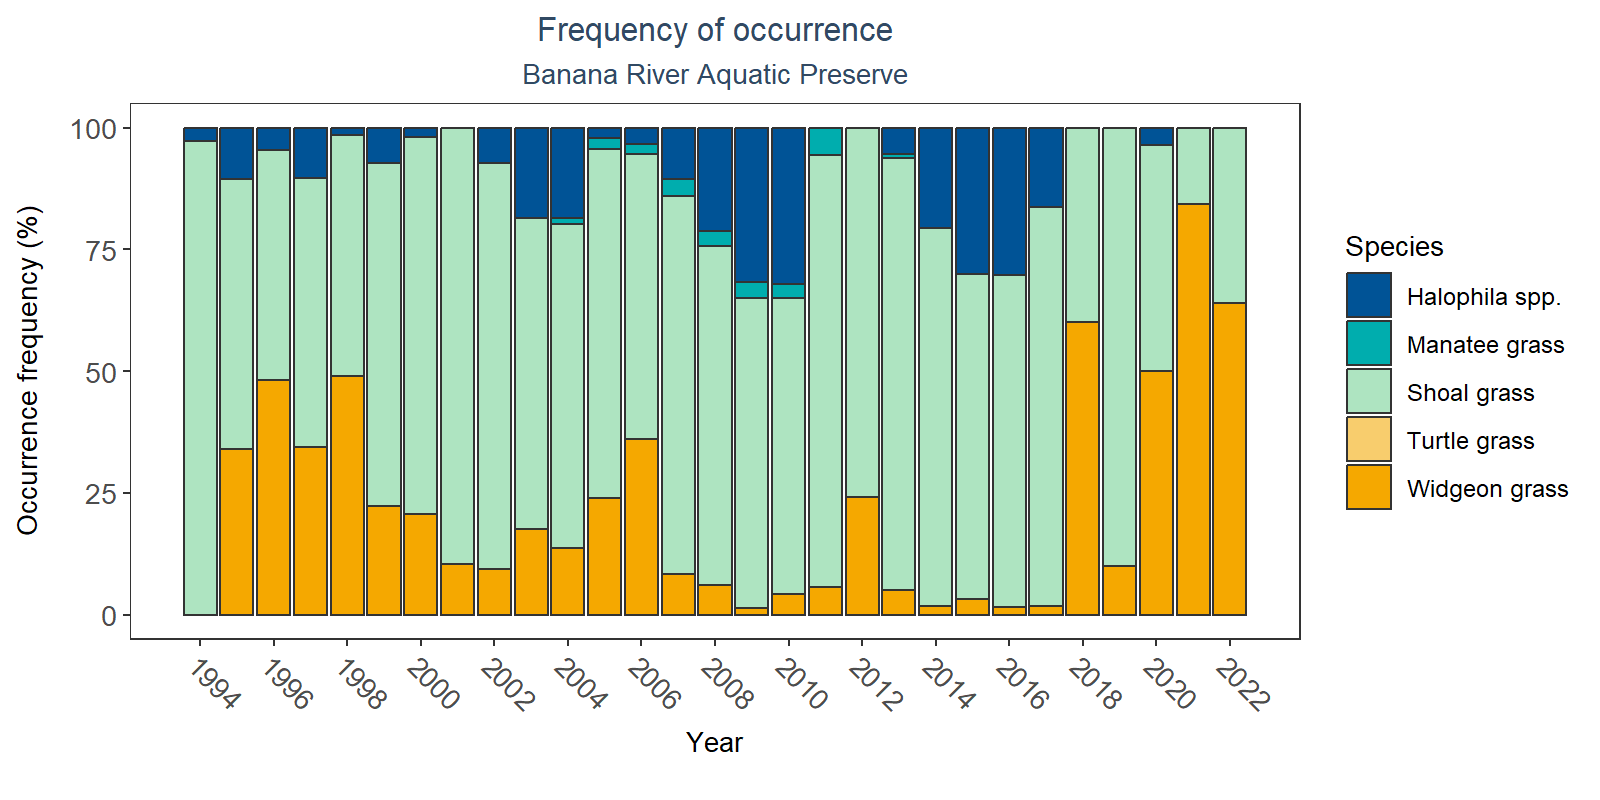 Frequency of occurrence
Banana River Aquatic Preserve
Occurrence frequency (%)
100
75
50
25
0
1994
1996
1998
2000
2002
2004
2006
2008
2010
2012
2014
2016
2018
2020
2022
Year
Species
Halophila spp.
Manatee grass
Shoal grass
Turtle grass
Widgeon grass